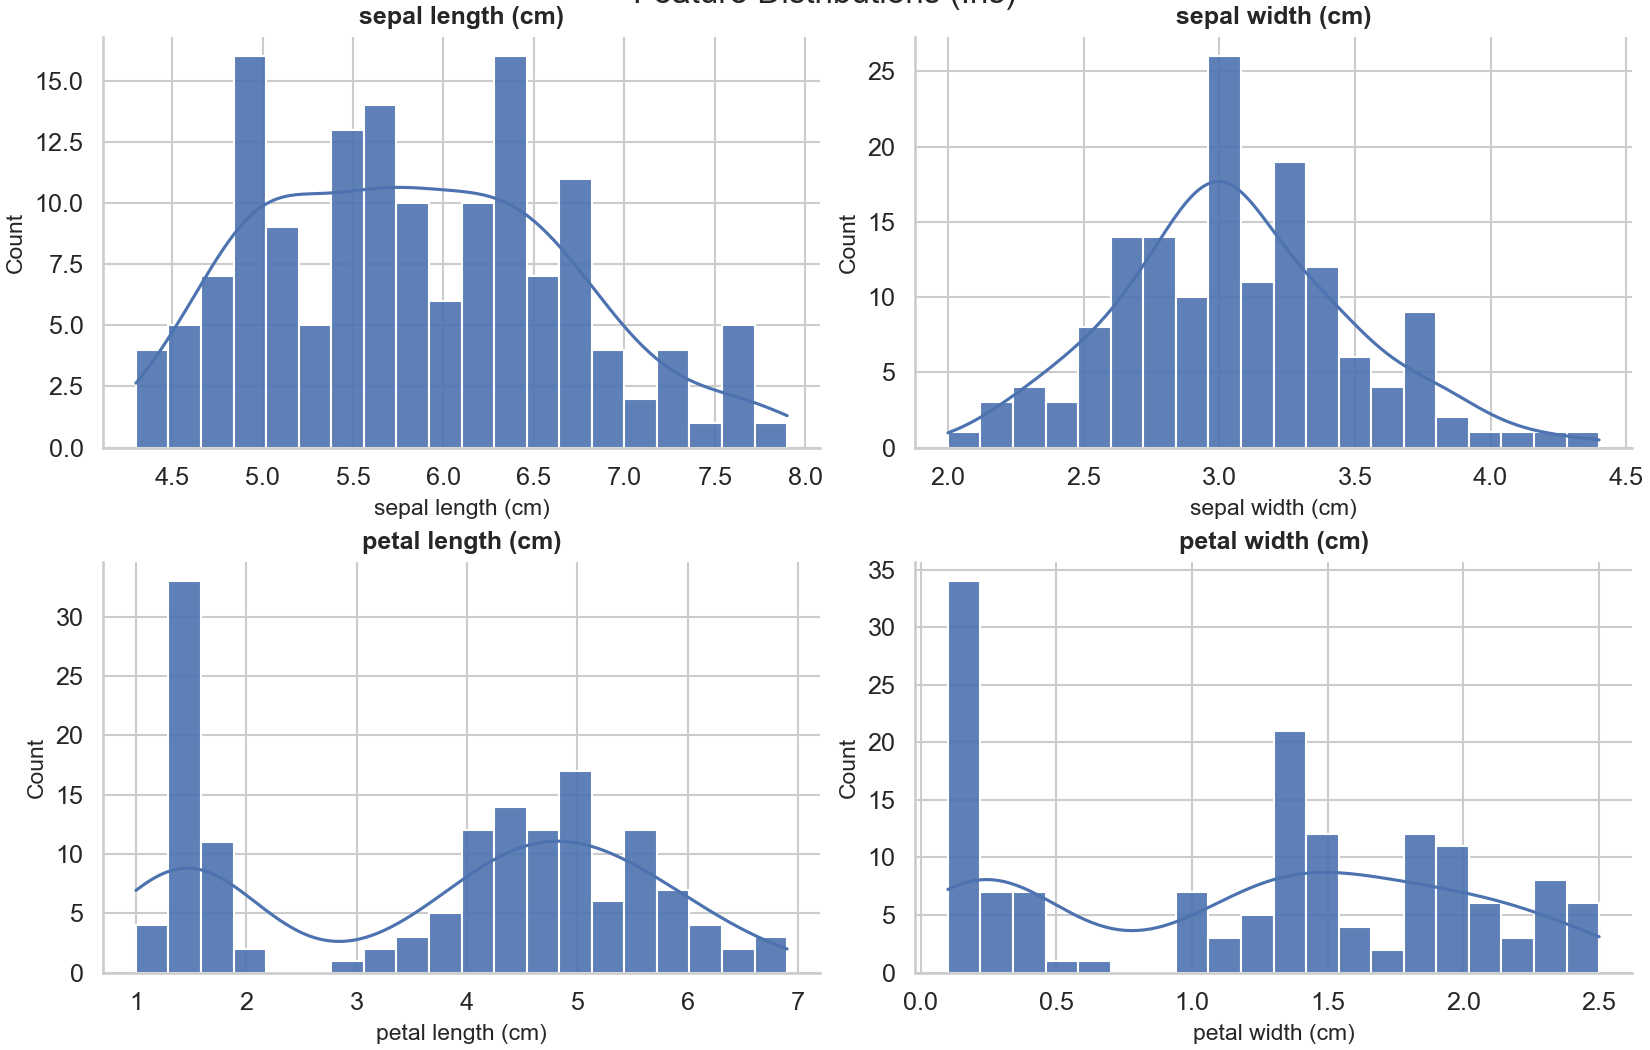 Feature Distributions (Iris)
sepal length (cm)
Count
15.0
12.5
10.0
7.5
5.0
2.5
0.0
4.5 5.0 5.5 6.0 6.5 7.0 7.5 8.0
sepal length (cm)
sepal width (cm)
Count
25
20
15
10
5
0
2.0 2.5 3.0 3.5 4.0 4.5
sepal width (cm)
petal length (cm)
Count
30
25
20
15
10
5
0
1 2 3 4 5 6 7
petal length (cm)
petal width (cm)
Count
35
30
25
20
15
10
5
0
0.0 0.5 1.0 1.5 2.0 2.5
petal width (cm)